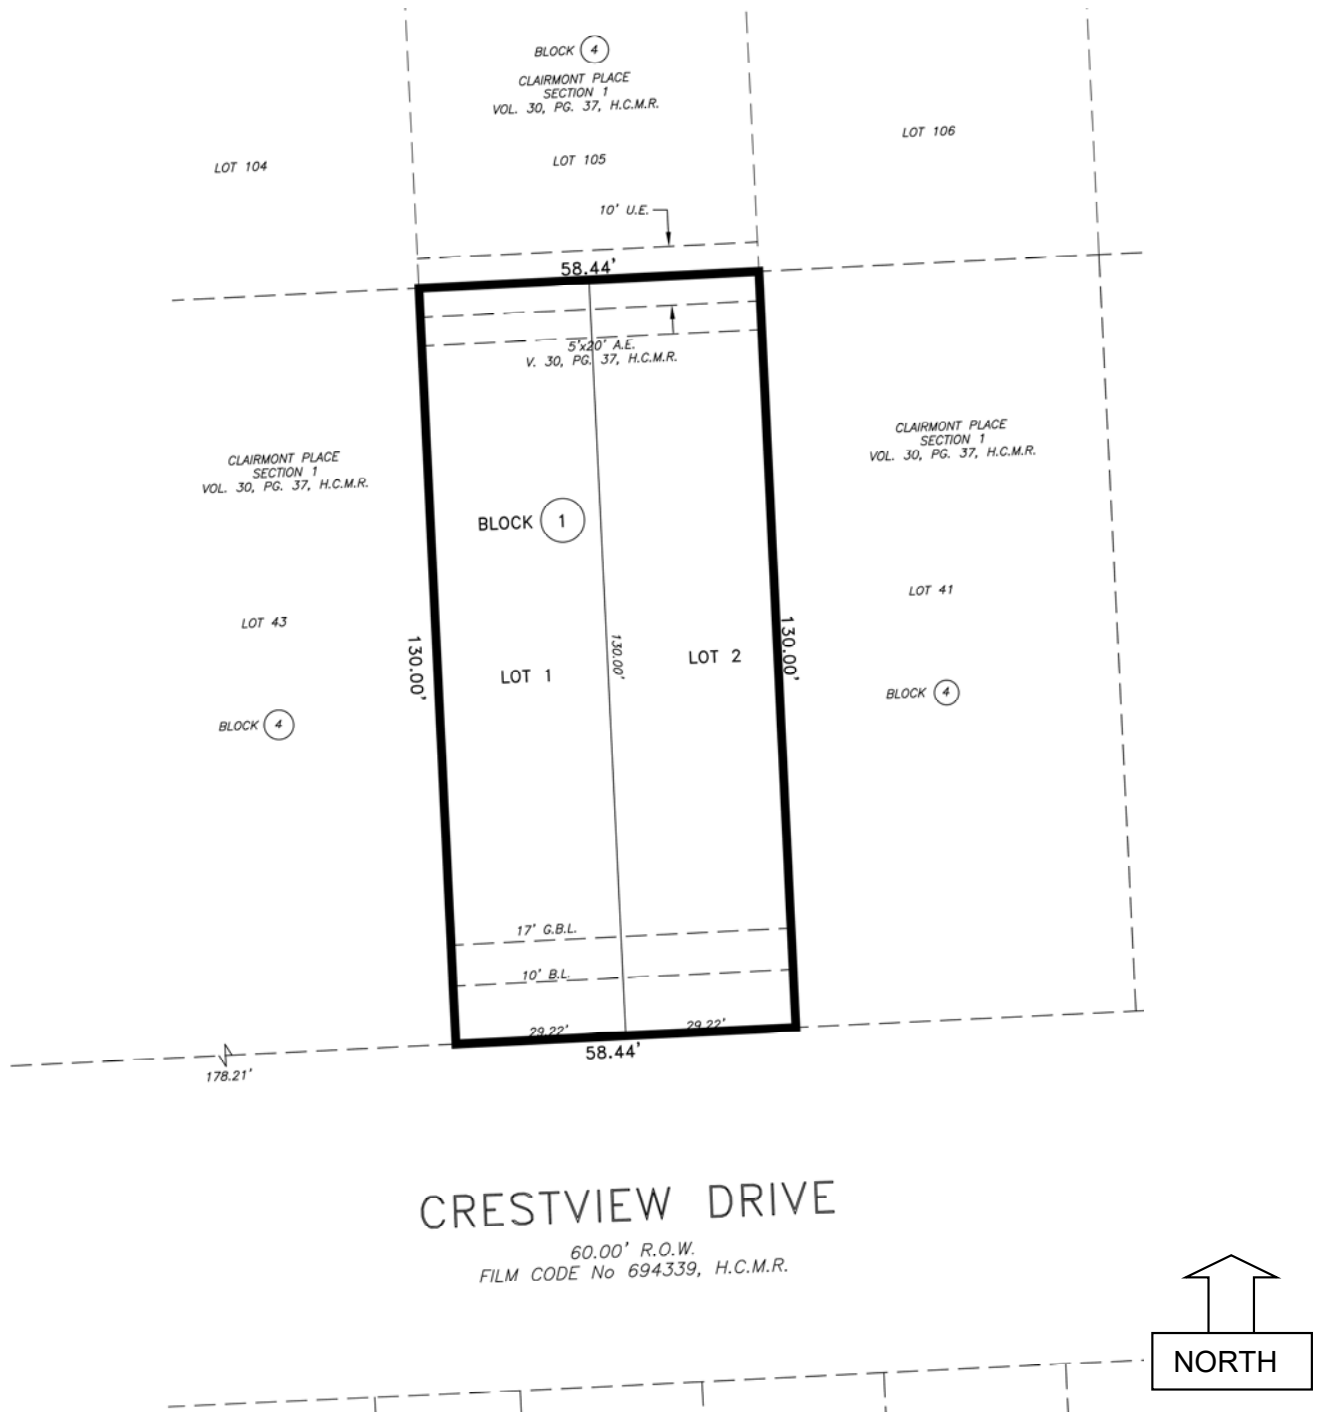 BLOCK 4
CLAIRMONT PLACE
SECTION 1
VOL. 30, PG. 37, H.C.M.R.
LOT 106
LOT 104
LOT 105
10' U.E.
58.44'
5'x20' A.E.
V. 30, PG. 37, H.C.M.R.
CLAIRMONT PLACE
SECTION 1
VOL. 30, PG. 37, H.C.M.R.
CLAIRMONT PLACE
SECTION 1
VOL. 30, PG. 37, H.C.M.R.
BLOCK 1
LOT 43
LOT 41
130.00'
130.00'
130.00'
LOT 1
LOT 2
BLOCK 4
BLOCK 4
17' G.B.L.
10' B.L.
29.22'
29.22'
58.44'
178.21'
CRESTVIEW DRIVE
60.00' R.O.W.
FILM CODE No 694339, H.C.M.R.
NORTH